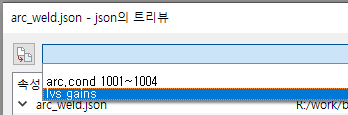 arc_weld.json - json의 트리뷰
arc,cond 1001~1004
lvs gains
속성
arc_weld.json R:/work/b